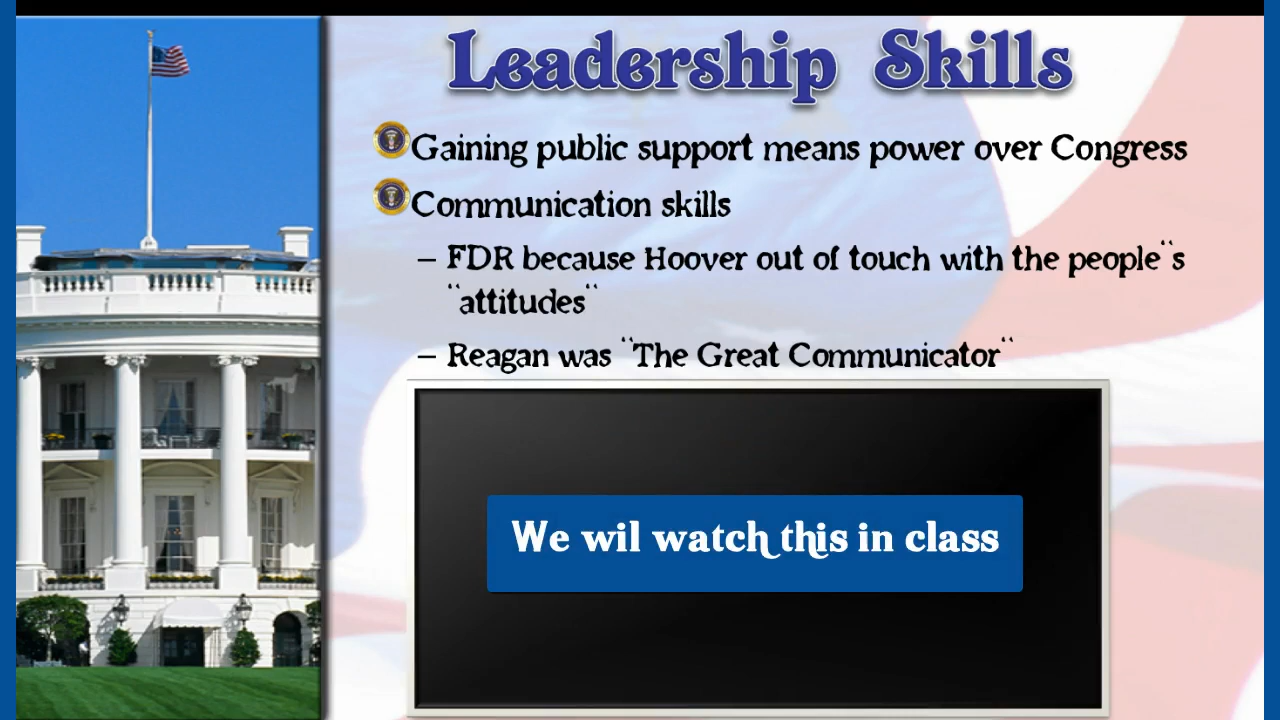 Leadership Skills
Gaining public support means power over Congress
Communication skills
– FDR because Hoover out of touch with the people¨s
¨attitudes¨
– Reagan was ¨The Great Communicator¨
We wil watch this in class